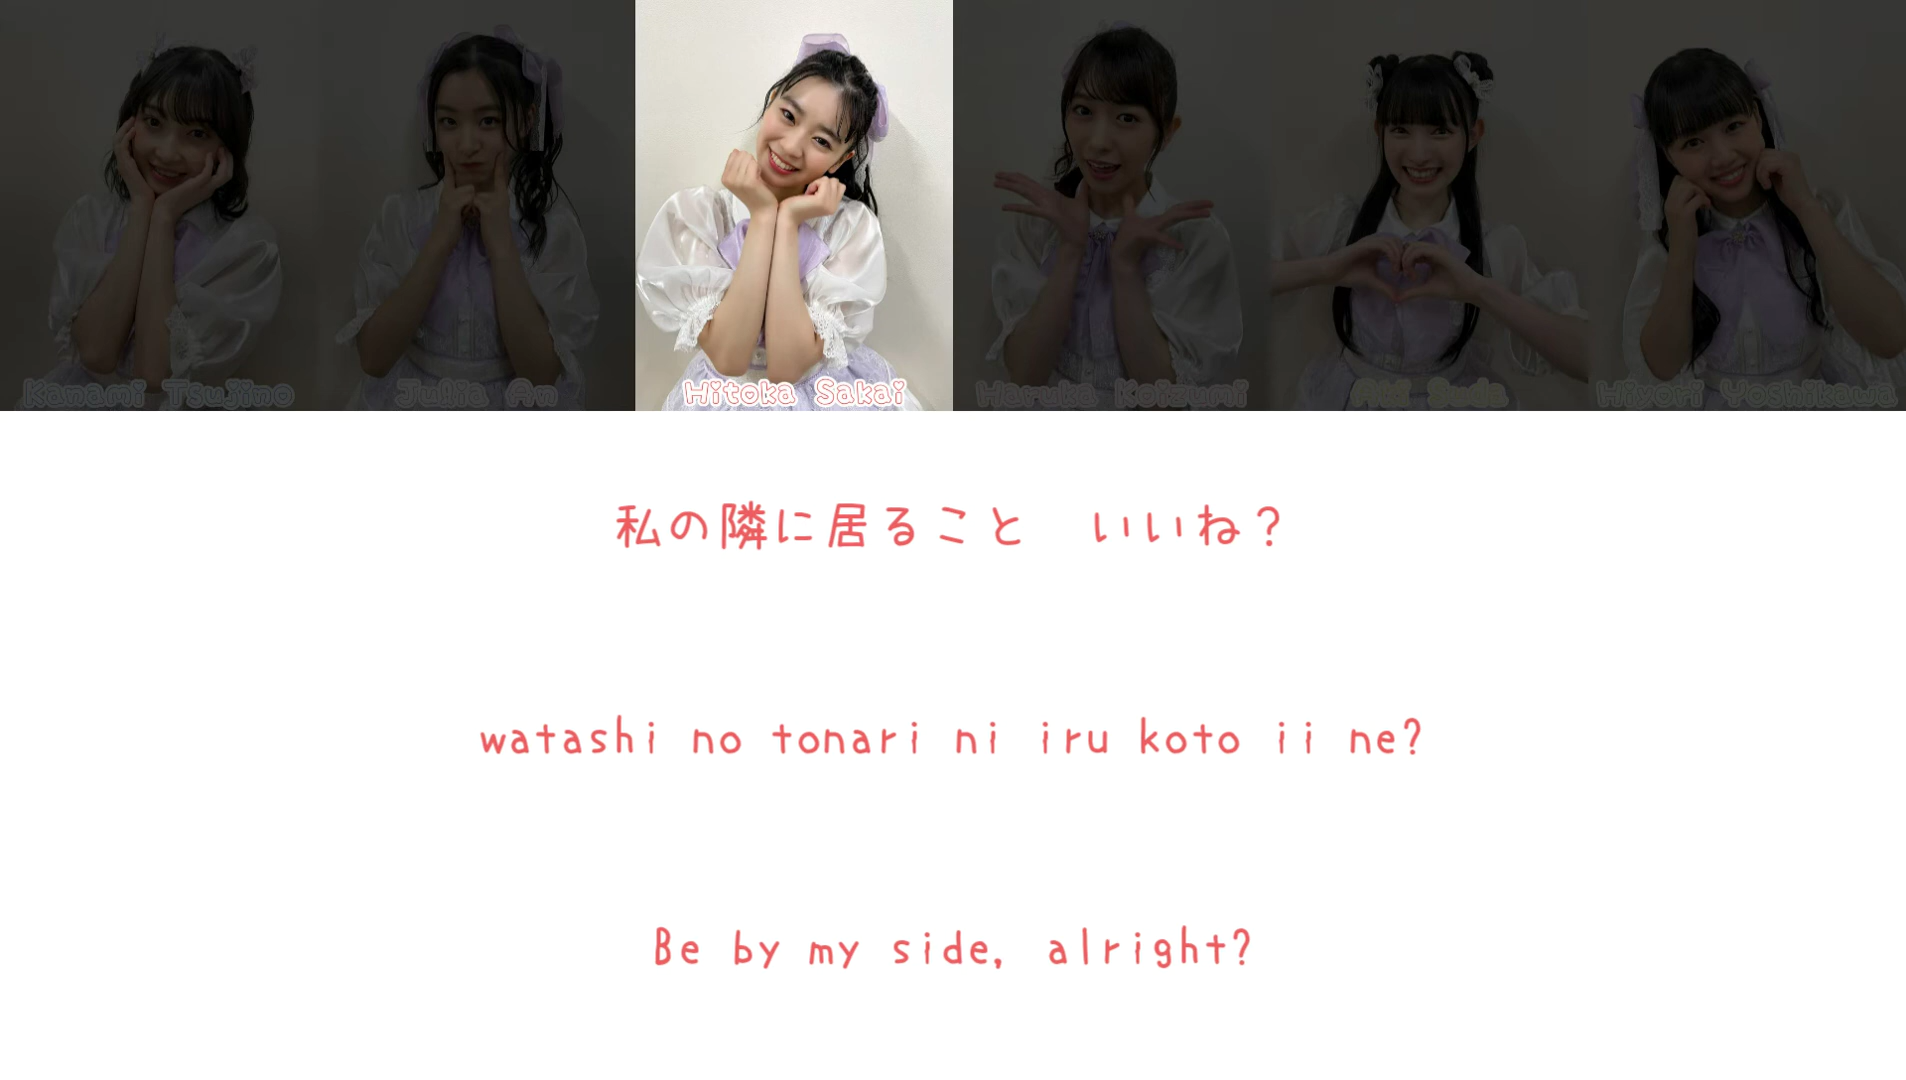 Kanami Tsujino
Julia An
Hitoka Sakai
Haruka Koizumi
Aki Suda
Hiyori Yoshikawa
私の隣に居ること　いいね？
watashi no tonari ni iru koto ii ne?
Be by my side, alright?